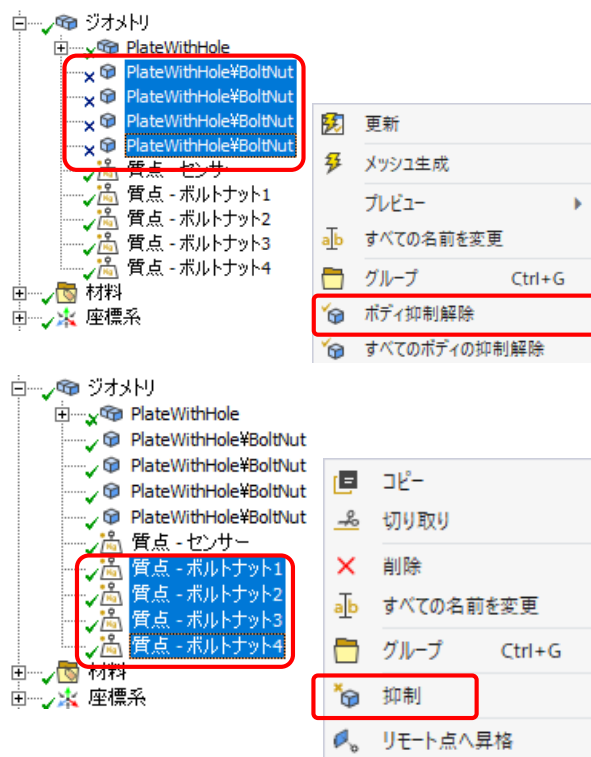 ジオメトリ
PlateWithHole
PlateWithHole¥BoltNut
PlateWithHole¥BoltNut
PlateWithHole¥BoltNut
PlateWithHole¥BoltNut
質点 - センサー
質点 - ボルトナット1
質点 - ボルトナット2
質点 - ボルトナット3
質点 - ボルトナット4
材料
座標系
更新
メッシュ生成
プレビュー
すべての名前を変更
グループ Ctrl+G
ボディ抑制解除
すべてのボディの抑制解除
ジオメトリ
PlateWithHole
PlateWithHole¥BoltNut
PlateWithHole¥BoltNut
PlateWithHole¥BoltNut
PlateWithHole¥BoltNut
質点 - センサー
質点 - ボルトナット1
質点 - ボルトナット2
質点 - ボルトナット3
質点 - ボルトナット4
材料
座標系
コピー
切り取り
削除
すべての名前を変更
グループ Ctrl+G
抑制
リモート点へ昇格